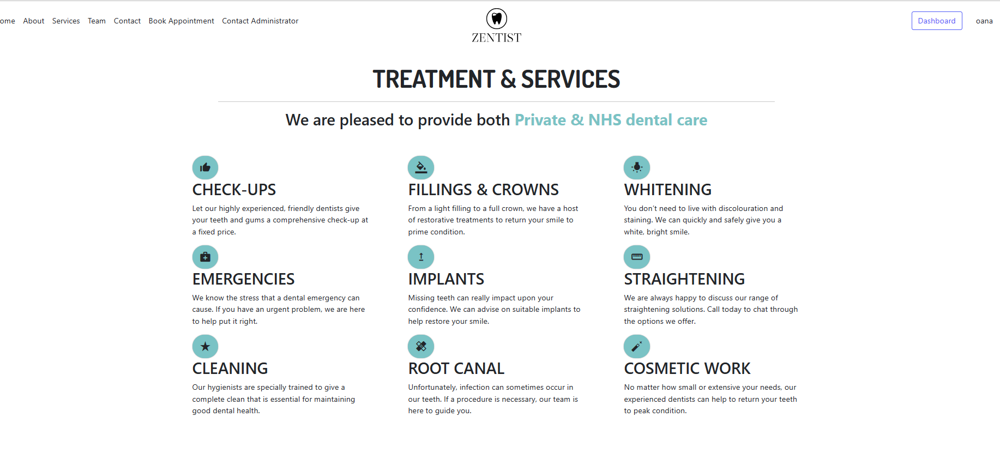 ome About Services Team Contact Book Appointment Contact Administrator
ZENTIST
Dashboard oana
TREATMENT & SERVICES
We are pleased to provide both Private & NHS dental care
CHECK-UPS
Let our highly experienced, friendly dentists give
your teeth and gums a comprehensive check-up at
a fixed price.
FILLINGS & CROWNS
From a light filling to a full crown, we have a host
of restorative treatments to return your smile to
prime condition.
WHITENING
You don’t need to live with discolouration and
staining. We can quickly and safely give you a
white, bright smile.
EMERGENCIES
We know the stress that a dental emergency can
cause. If you have an urgent problem, we are here
to help put it right.
IMPLANTS
Missing teeth can really impact upon your
confidence. We can advise on suitable implants to
help restore your smile.
STRAIGHTENING
We are always happy to discuss our range of
straightening solutions. Call today to chat through
the options we offer.
CLEANING
Our hygienists are specially trained to give a
complete clean that is essential for maintaining
good dental health.
ROOT CANAL
Unfortunately, infection can sometimes occur in
our teeth. If a procedure is necessary, our team is
here to guide you.
COSMETIC WORK
No matter how small or extensive your needs, our
experienced dentists can help to return your teeth
to peak condition.